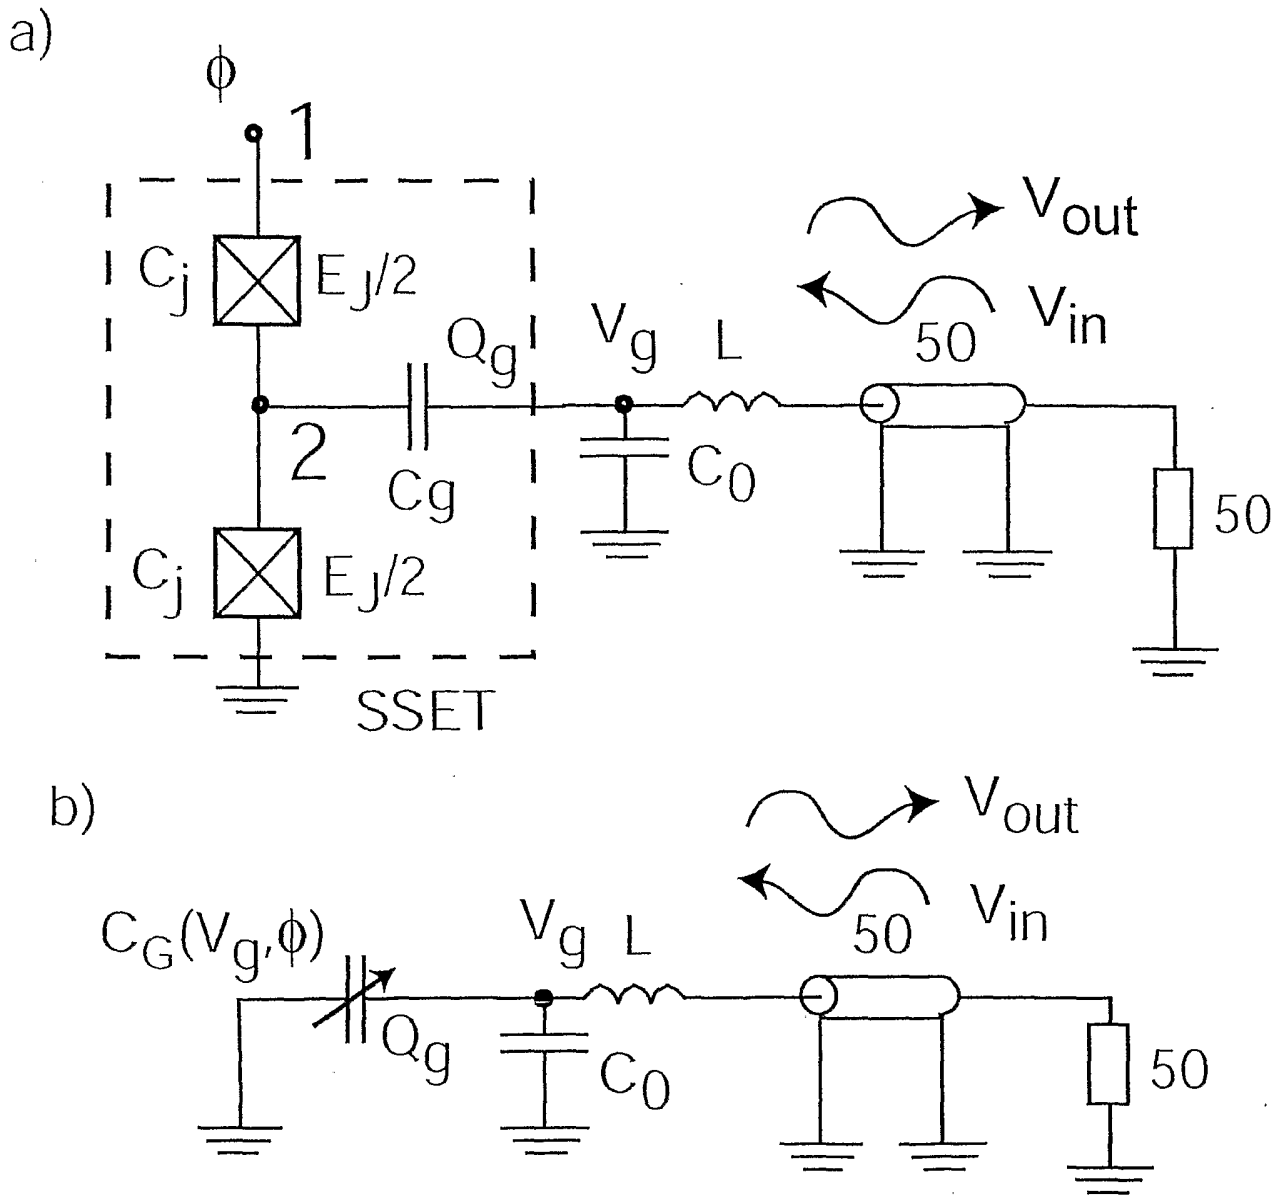 a)
ϕ
1
Cj
EJ/2
Qg
Vg
L
50
Vout
Vin
2
Cg
C0
50
Cj
EJ/2
SSET
b)
Vout
Vin
CG(Vg,ϕ)
Vg
L
50
Qg
C0
50